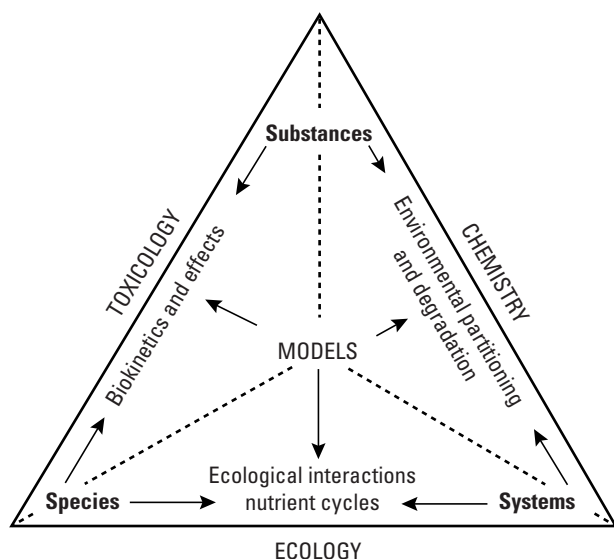 Substances
TOXICOLOGY
Biokinetics and effects
Environmental partitioning
and degradation
CHEMISTRY
MODELS
Ecological interactions
nutrient cycles
Species
Systems
ECOLOGY